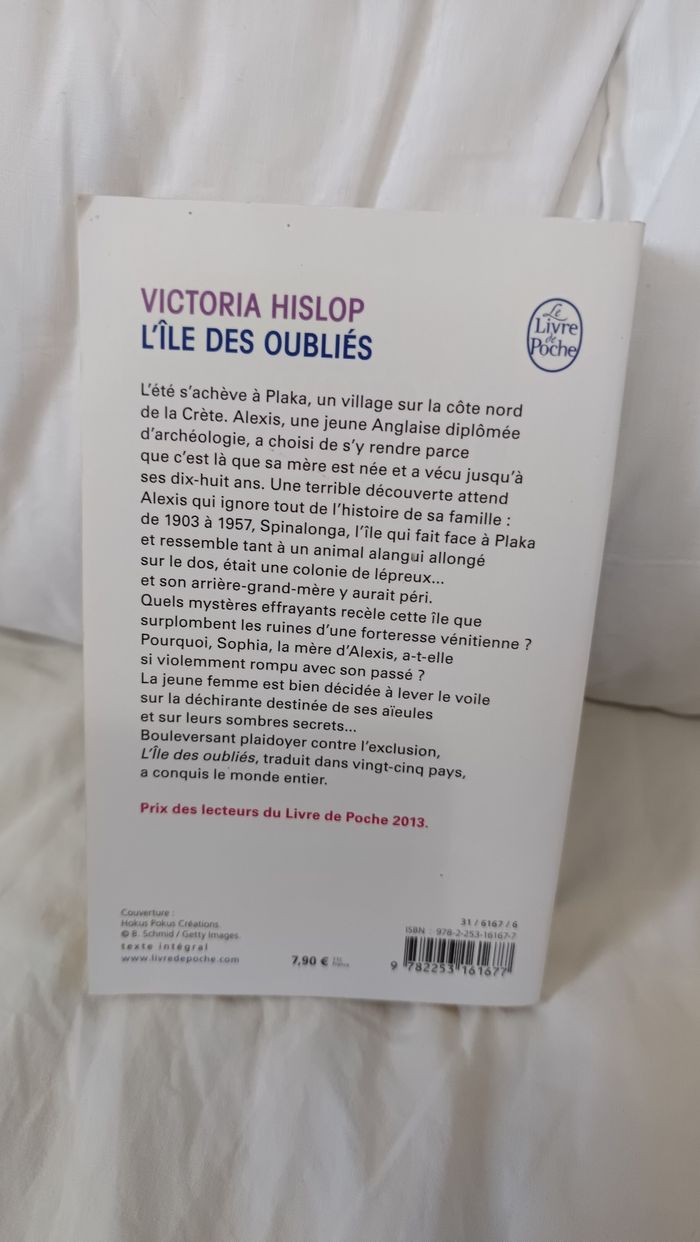 VICTORIA HISLOP
L'ÎLE DES OUBLIÉS
Le
Livre
de
Poche
L'été s'achève à Plaka, un village sur la côte nord
de la Crète. Alexis, une jeune Anglaise diplômée
d'archéologie, a choisi de s'y rendre parce
que c'est là que sa mère est née et a vécu jusqu'à
ses dix-huit ans. Une terrible découverte attend
Alexis qui ignore tout de l'histoire de sa famille :
de 1903 à 1957, Spinalonga, l'île qui fait face à Plaka
et ressemble tant à un animal alangui allongé
sur le dos, était une colonie de lépreux...
et son arrière-grand-mère y aurait péri.
Quels mystères effrayants recèle cette île que
surplombent les ruines d'une forteresse vénitienne ?
Pourquoi, Sophia, la mère d'Alexis, a-t-elle
si violemment rompu avec son passé ?
La jeune femme est bien décidée à lever le voile
sur la déchirante destinée de ses aïeules
et sur leurs sombres secrets...
Bouleversant plaidoyer contre l'exclusion,
L'Île des oubliés, traduit dans vingt-cinq pays,
a conquis le monde entier.
Prix des lecteurs du Livre de Poche 2013.
Couverture :
Hokus Pokus Créations.
© B. Schmid / Getty Images.
texte intégral
www.livredepoche.com
7,90 €
31 / 6167 / 6
ISBN : 978-2-253-16167-7
9 782253 161677